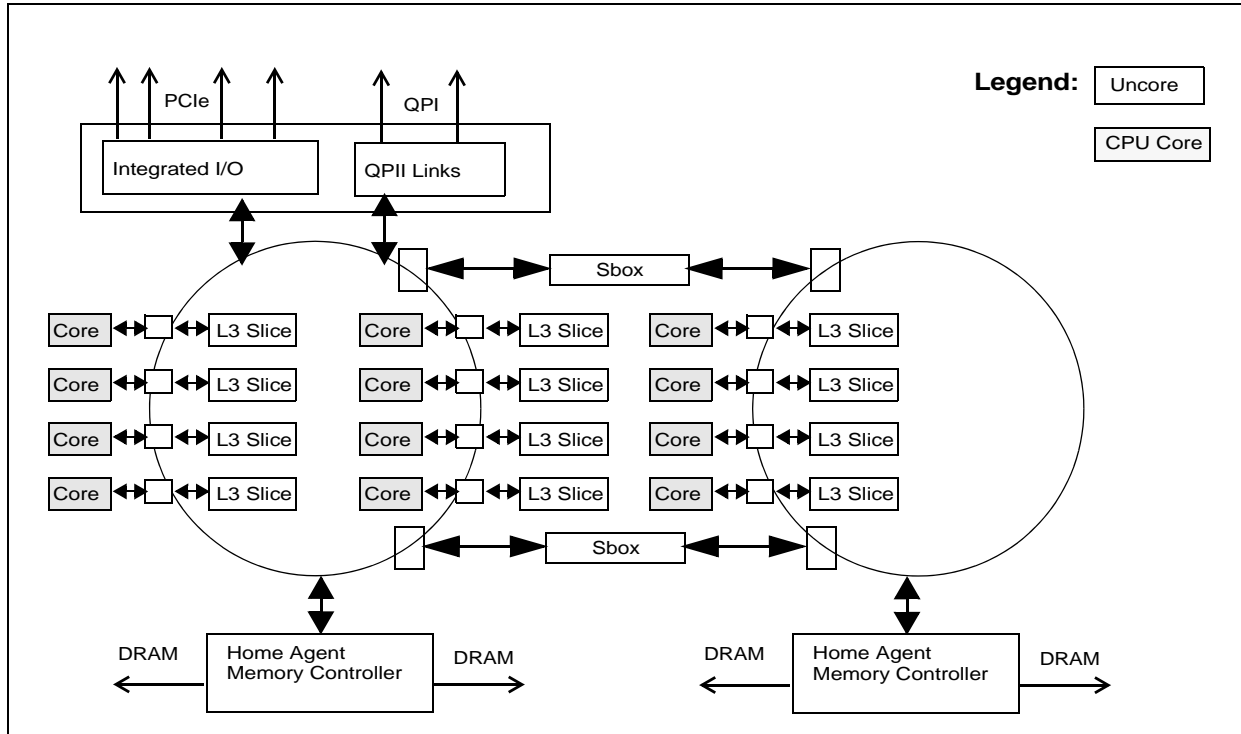 PCIe
QPI
Legend:
Uncore
CPU Core
Integrated I/O
QPII Links
Sbox
Core
L3 Slice
Core
L3 Slice
Core
L3 Slice
Core
L3 Slice
Core
L3 Slice
Core
L3 Slice
Core
L3 Slice
Core
L3 Slice
Core
L3 Slice
Core
L3 Slice
Core
L3 Slice
Core
L3 Slice
Sbox
DRAM
Home Agent
Memory Controller
DRAM
DRAM
Home Agent
Memory Controller
DRAM